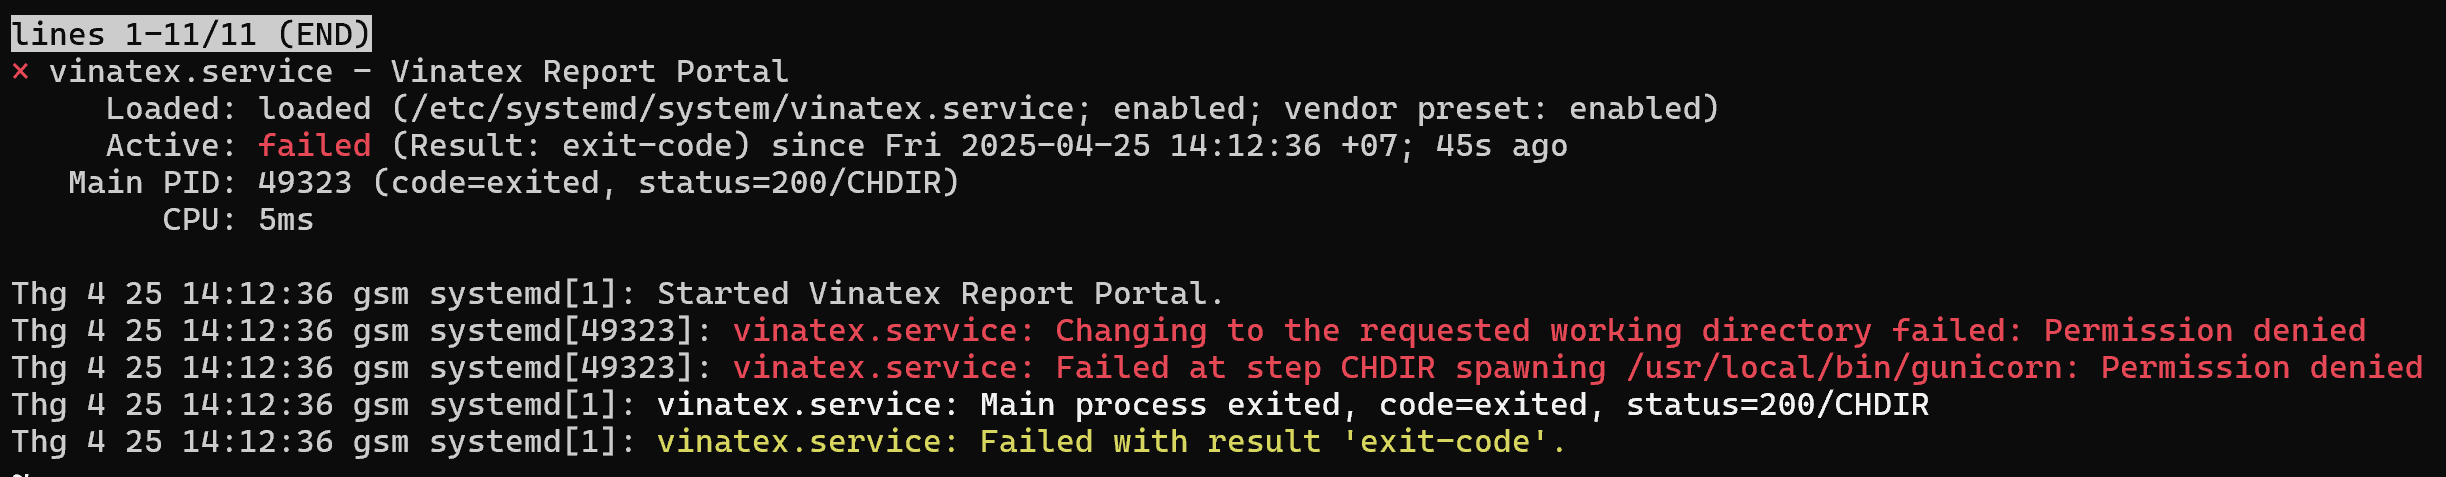 lines 1-11/11 (END)
× vinatex.service - Vinatex Report Portal
     Loaded: loaded (/etc/systemd/system/vinatex.service; enabled; vendor preset: enabled)
     Active: failed (Result: exit-code) since Fri 2025-04-25 14:12:36 +07; 45s ago
   Main PID: 49323 (code=exited, status=200/CHDIR)
        CPU: 5ms

Thg 4 25 14:12:36 gsm systemd[1]: Started Vinatex Report Portal.
Thg 4 25 14:12:36 gsm systemd[49323]: vinatex.service: Changing to the requested working directory failed: Permission denied
Thg 4 25 14:12:36 gsm systemd[49323]: vinatex.service: Failed at step CHDIR spawning /usr/local/bin/gunicorn: Permission denied
Thg 4 25 14:12:36 gsm systemd[1]: vinatex.service: Main process exited, code=exited, status=200/CHDIR
Thg 4 25 14:12:36 gsm systemd[1]: vinatex.service: Failed with result 'exit-code'.
~